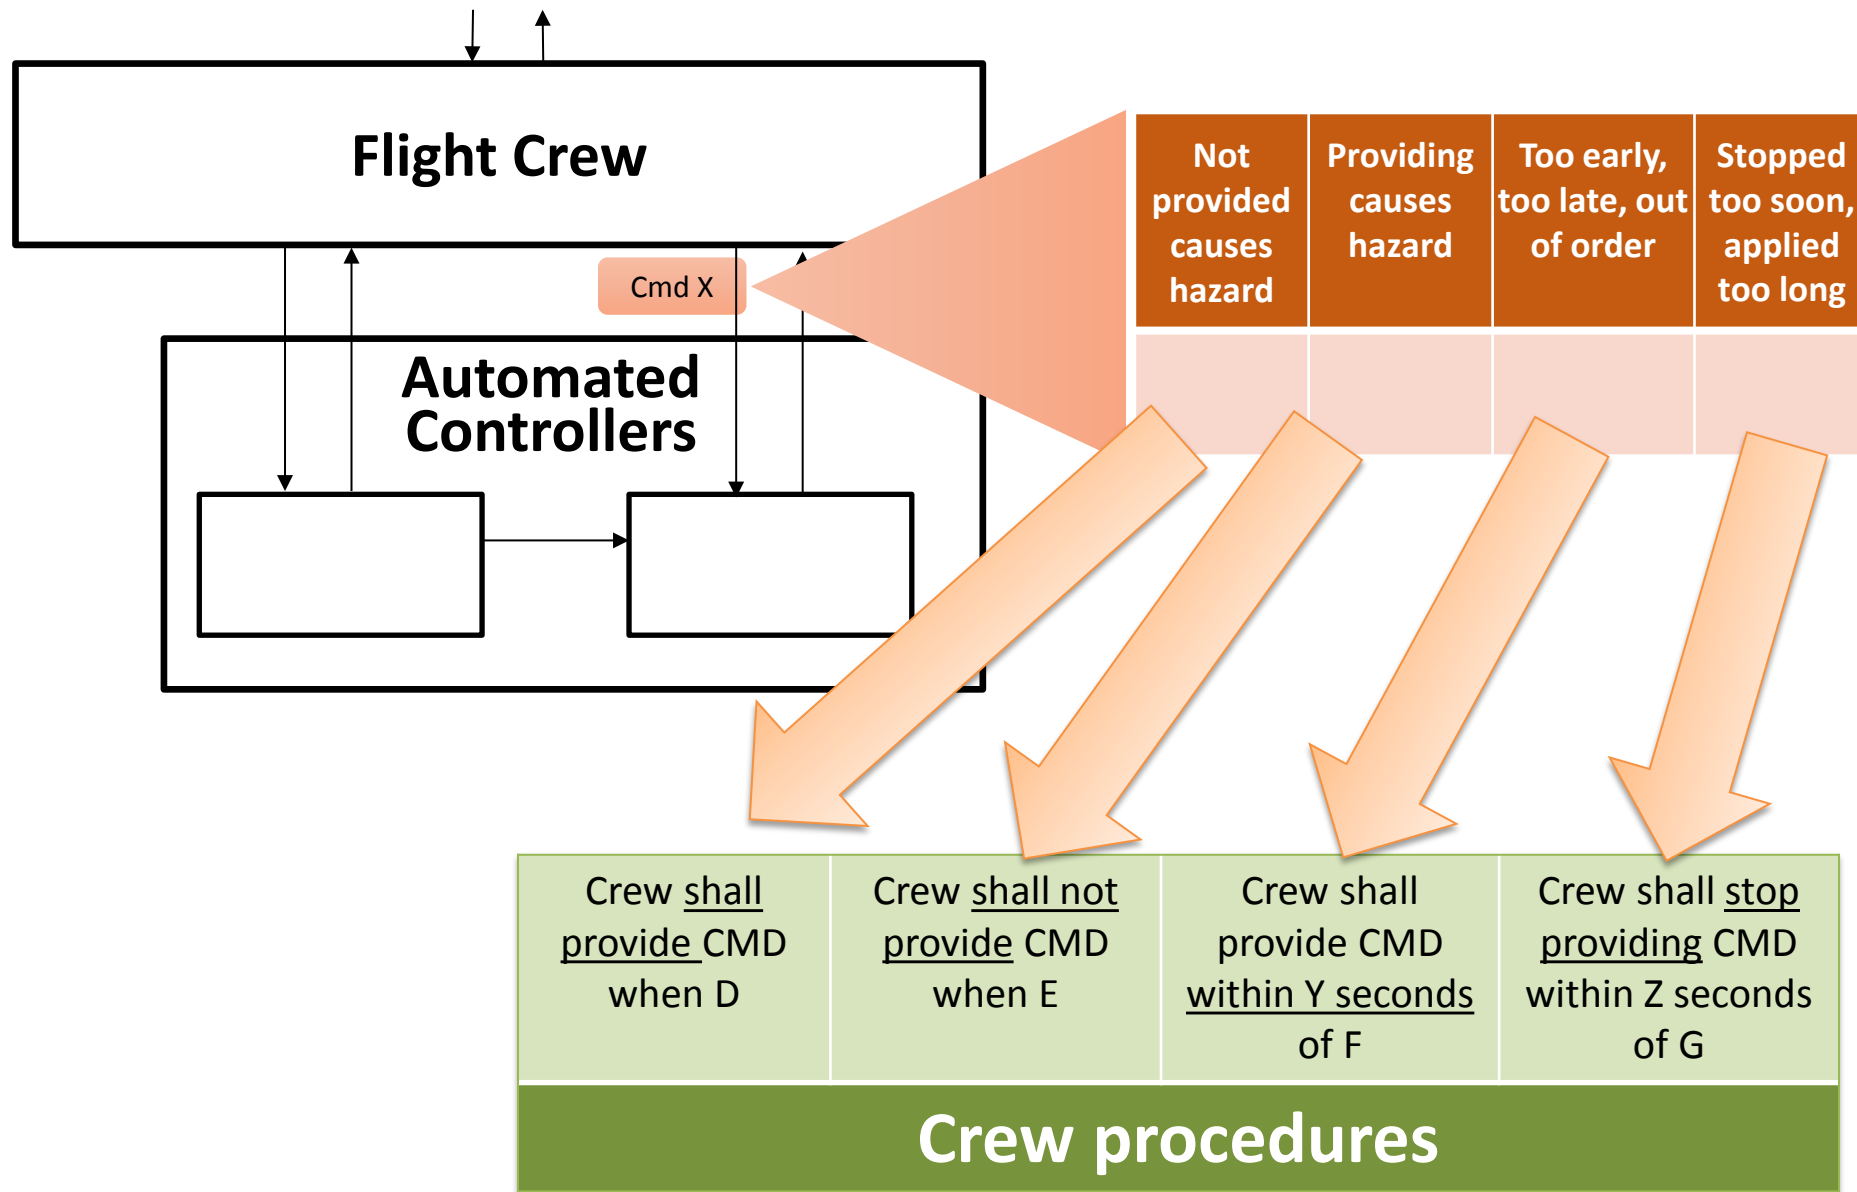 Flight Crew
Cmd X
Automated
Controllers
Not
provided
causes
hazard
Providing
causes
hazard
Too early,
too late, out
of order
Stopped
too soon,
applied
too long
Crew shall
provide CMD
when D
Crew shall not
provide CMD
when E
Crew shall
provide CMD
within Y seconds
of F
Crew shall stop
providing CMD
within Z seconds
of G
Crew procedures